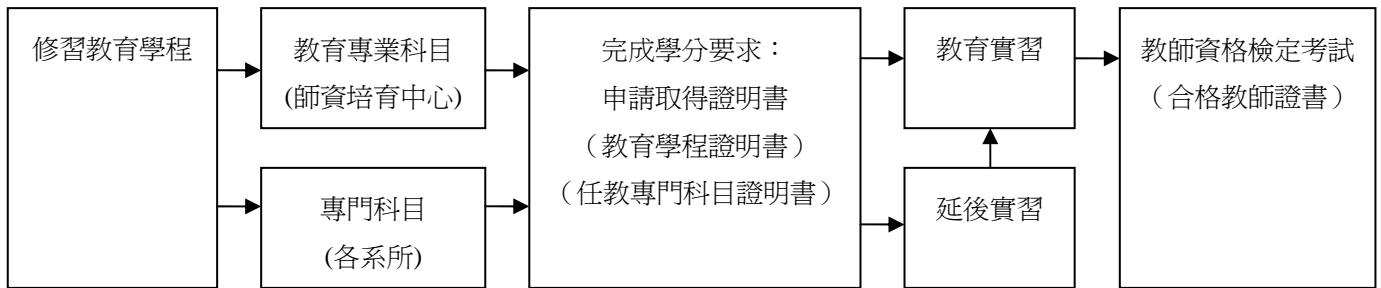 修習教育學程
教育專業科目
(師資培育中心)
專門科目
(各系所)
完成學分要求：
申請取得證明書
（教育學程證明書）
（任教專門科目證明書）
教育實習
延後實習
教師資格檢定考試
（合格教師證書）